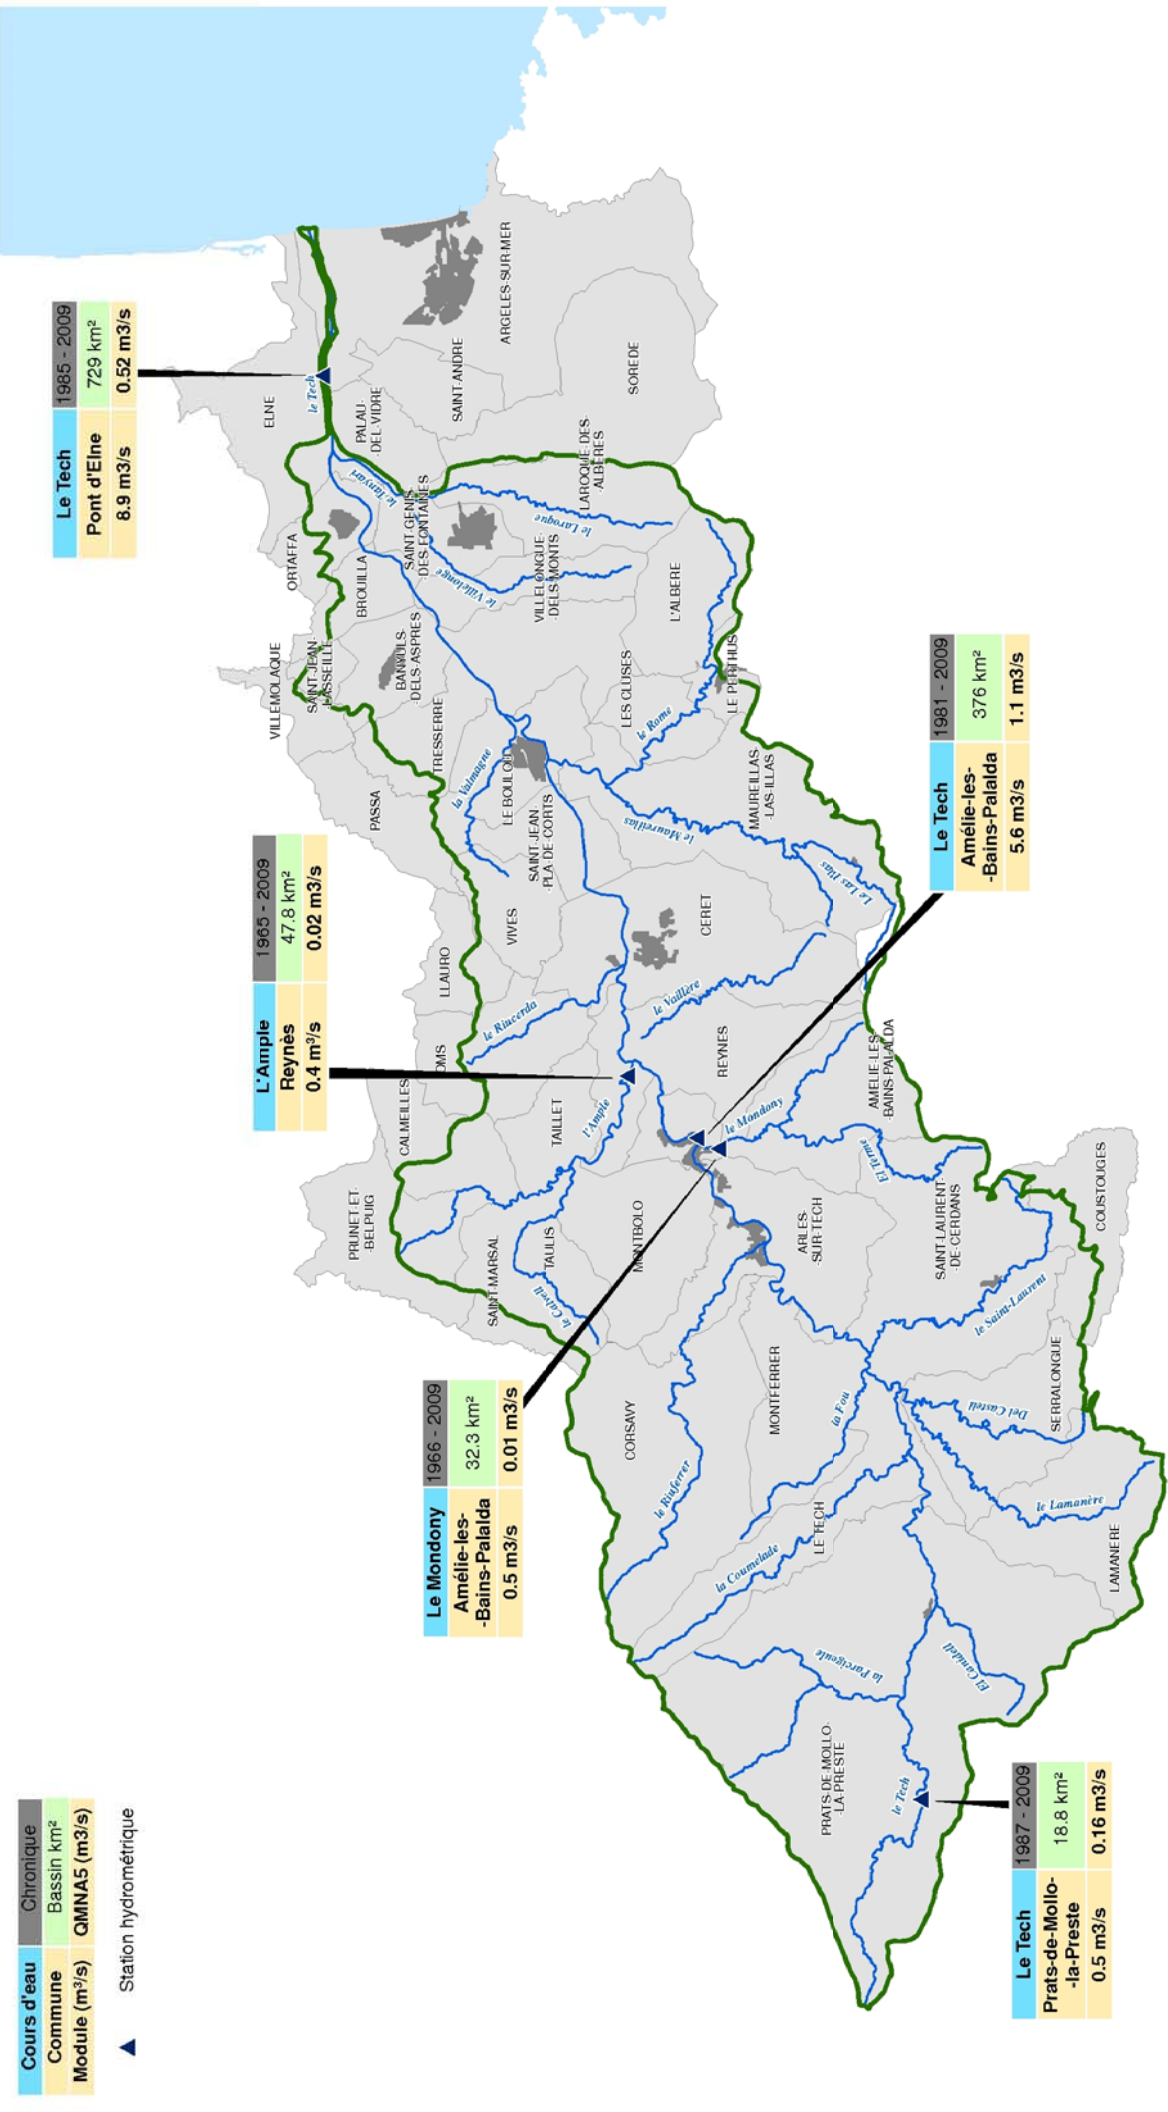 Cours d'eau
Chronique
Commune
Bassin km²
Module (m³/s)
QMNA5 (m3/s)
Station hydrométrique
Le Tech
1985 - 2009
Pont d'Elne
729 km²
8.9 m3/s
0.52 m3/s
L'Ample
1965 - 2009
Reynès
47.8 km²
0.4 m³/s
0.02 m3/s
Le Mondony
1966 - 2009
Amélie-les-
-Bains-Palalda
32.3 km²
0.5 m3/s
0.01 m3/s
Le Tech
1981 - 2009
Amélie-les-
-Bains-Palalda
376 km²
5.6 m3/s
1.1 m3/s
Le Tech
1987 - 2009
Prats-de-Mollo-
-la-Preste
18.8 km²
0.5 m3/s
0.16 m3/s
PRUNET-ET-
-BELPUIG
CALMEILLES
OMS
LLAURO
PASSA
VILLEMOLAQUE
SAINT-JEAN-
-LASSEILLE
ORTAFFA
ELNE
le Tech
TRESSERRE
BANYULS-
-DELS-ASPRES
BROUILLA
PALAU-
-DEL-VIDRE
le Tanyari
SAINT-GENIS-
-DES-FONTAINES
SAINT-ANDRE
ARGELES-SUR-MER
SOREDE
LAROQUE-DES-
-ALBERES
le Laroque
le Villelongue
VILLELONGUE-
-DELS-MONTS
L'ALBERE
LES CLUSES
le Rome
LE PERTHUS
la Valmagne
LE BOULOU
SAINT-JEAN-
-PLA-DE-CORTS
le Maureillas
MAUREILLAS-
-LAS-ILLAS
Le Las Illas
VIVES
CERET
le Riucerda
le Vaillère
REYNES
TAILLET
l'Ample
le Mondony
AMELIE-LES-
-BAINS-PALALDA
El Terme
SAINT-MARSAL
TAULIS
le Calvell
MONTBOLO
ARLES-
-SUR-TECH
SAINT-LAURENT-
-DE-CERDANS
COUSTOUGES
le Saint-Laurent
CORSAVY
le Riuferrer
MONTFERRER
la Fou
SERRALONGUE
Del Castell
le Lamanère
LAMANERE
LE TECH
la Coumelade
la Parcigoule
El Canidell
PRATS-DE-MOLLO-
-LA-PRESTE
le Tech